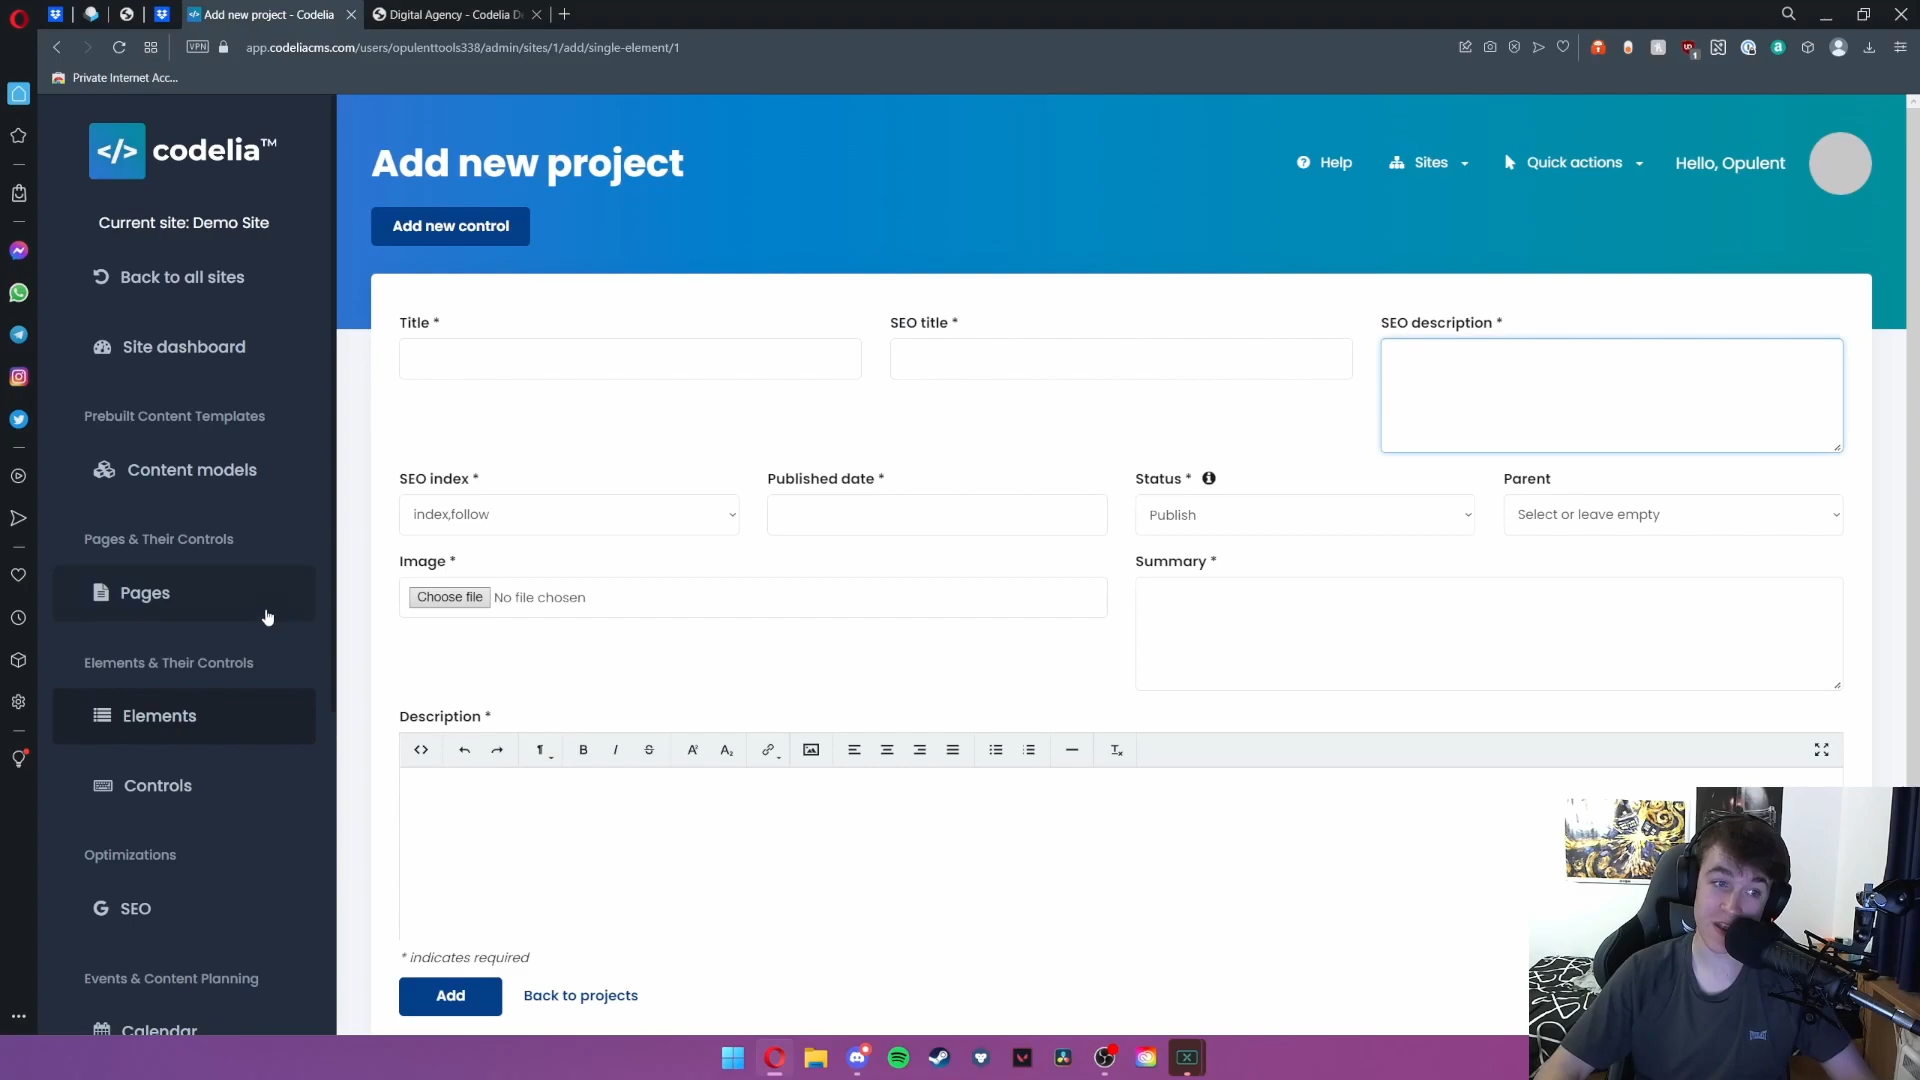 Add new project - Codelia
Digital Agency - Codelia D
VPN
app.codeliacms.com/users/opulenttools338/admin/sites/1/add/single-element/1
Private Internet Acc...
</> codelia™
Current site: Demo Site
Back to all sites
Site dashboard
Prebuilt Content Templates
Content models
Pages & Their Controls
Pages
Elements & Their Controls
Elements
Controls
Optimizations
SEO
Events & Content Planning
Calendar
Add new project
Help
Sites
Quick actions
Hello, Opulent
Add new control
Title *
SEO title *
SEO description *
SEO index *
Published date *
Status *
Parent
index,follow
Publish
Select or leave empty
Image *
Summary *
Choose file No file chosen
Description *
* indicates required
Add
Back to projects